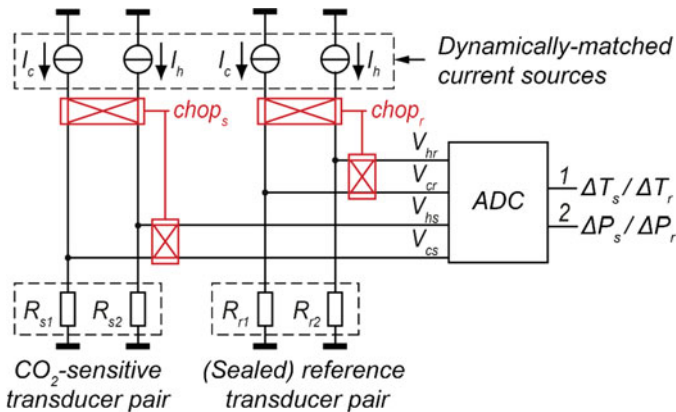 I_c I_h I_c I_h
Dynamically-matched
current sources
chop_s chop_r
V_hr
V_cr
V_hs
V_cs
ADC
1 ΔT_s / ΔT_r
2 ΔP_s / ΔP_r
R_s1 R_s2 R_r1 R_r2
CO₂-sensitive
transducer pair
(Sealed) reference
transducer pair